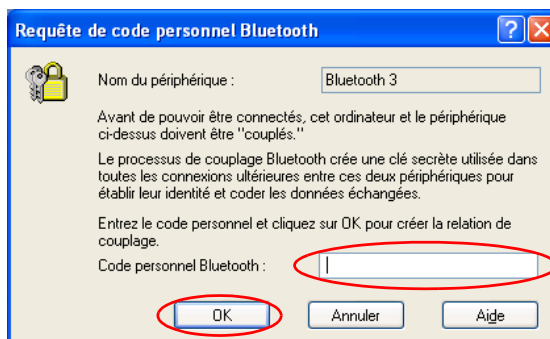 Requête de code personnel Bluetooth
Nom du périphérique : Bluetooth 3
Avant de pouvoir être connectés, cet ordinateur et le périphérique
ci-dessus doivent être "couplés."
Le processus de couplage Bluetooth crée une clé secrète utilisée dans
toutes les connexions ultérieures entre ces deux périphériques pour
établir leur identité et coder les données échangées.
Entrez le code personnel et cliquez sur OK pour créer la relation de
couplage.
Code personnel Bluetooth :
OK Annuler Aide